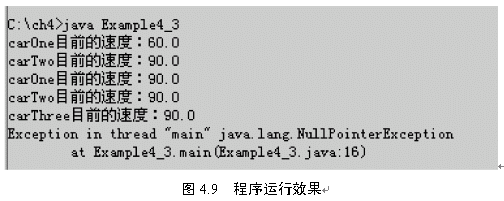 C:\ch4>java Example4_3
carOne目前的速度：60.0
carTwo目前的速度：90.0
carOne目前的速度：90.0
carTwo目前的速度：90.0
carThree目前的速度：90.0
Exception in thread "main" java.lang.NullPointerException
at Example4_3.main(Example4_3.java:16)
图 4.9 程序运行效果